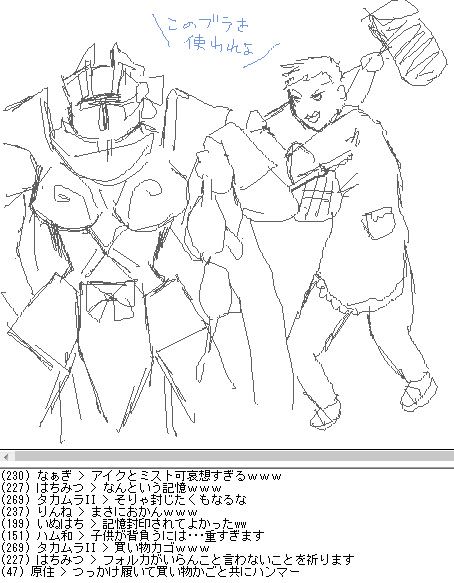 このブラを
使われよ
(230) なぁぎ > アイクとミスト可哀想すぎるｗｗｗ
(227) はちみつ > なんという記憶ｗｗｗ
(269) タカムラII > そりゃ封じたくもなるな
(237) りんね > まさにおかんｗｗｗ
(199) いぬはち > 記憶封印されてよかったww
(151) ハム和 > 子供が背負うには･･･重すぎます
(269) タカムラII > 買い物カゴｗｗｗ
(227) はちみつ > フォルカがいらんこと言わないことを祈ります
(47) 原住 > つっかけ履いて買い物かごと共にハンマー